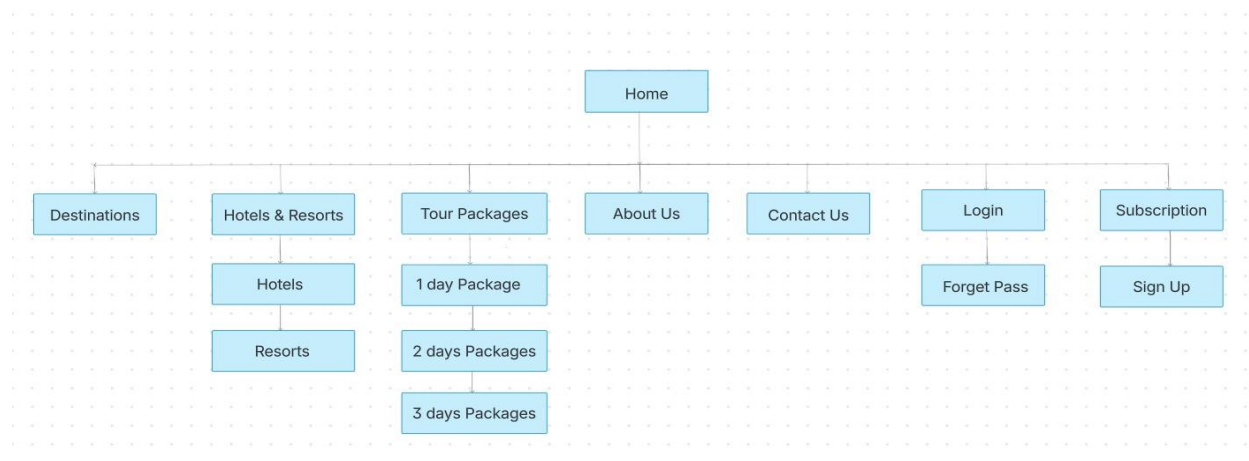 Home
Destinations
Hotels & Resorts
Tour Packages
About Us
Contact Us
Login
Subscription
Hotels
1 day Package
Forget Pass
Sign Up
Resorts
2 days Packages
3 days Packages